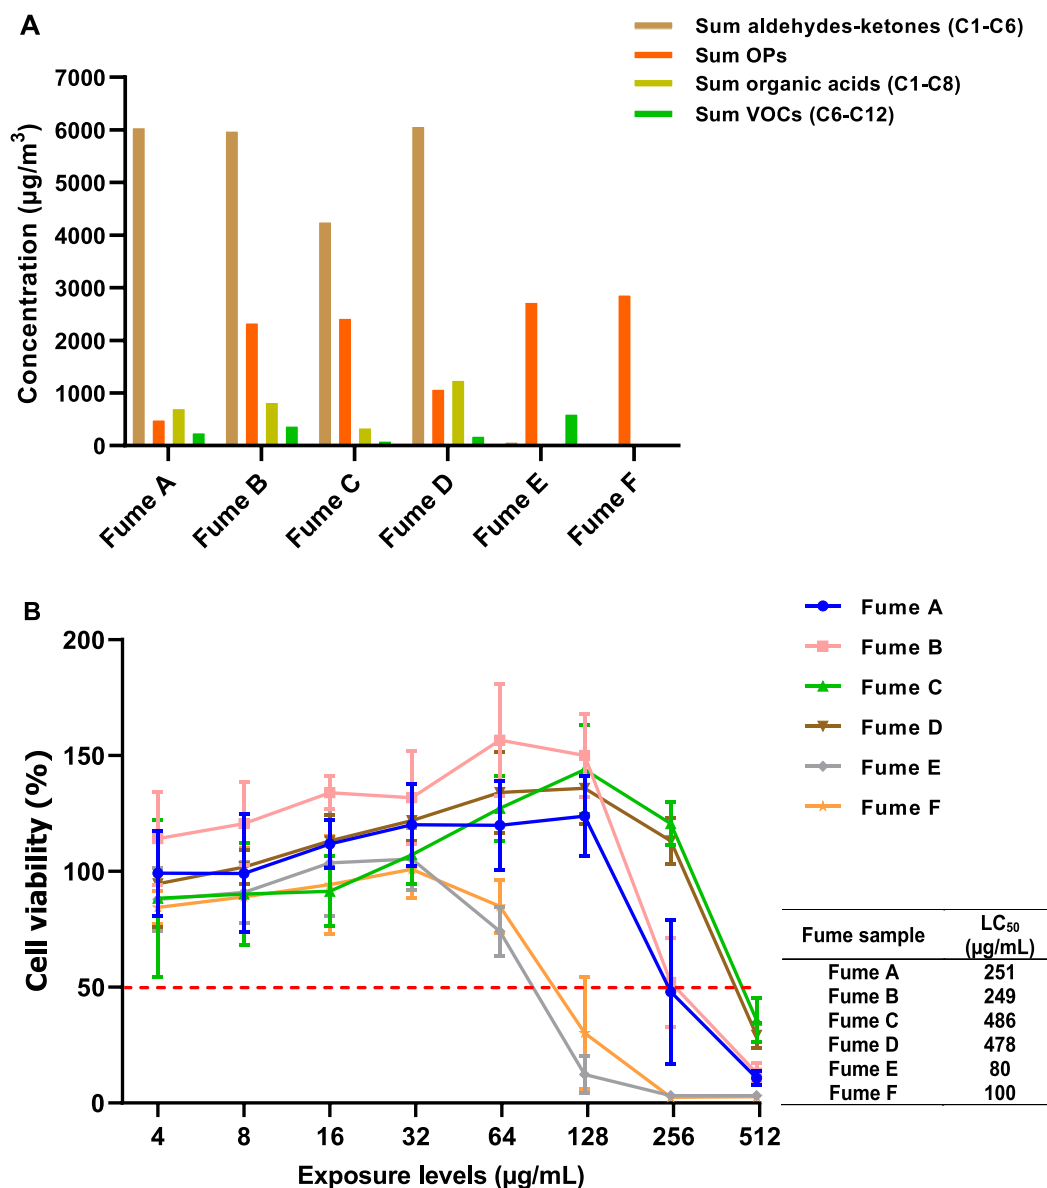 A
Sum aldehydes-ketones (C1-C6)
Sum OPs
Sum organic acids (C1-C8)
Sum VOCs (C6-C12)
Concentration (µg/m³)
7000
6000
5000
4000
3000
2000
1000
0
Fume A
Fume B
Fume C
Fume D
Fume E
Fume F
B
Fume A
Fume B
Fume C
Fume D
Fume E
Fume F
Cell viability (%)
200
150
100
50
0
4 8 16 32 64 128 256 512
Exposure levels (µg/mL)
Fume sample LC₅₀ (µg/mL)
Fume A 251
Fume B 249
Fume C 486
Fume D 478
Fume E 80
Fume F 100